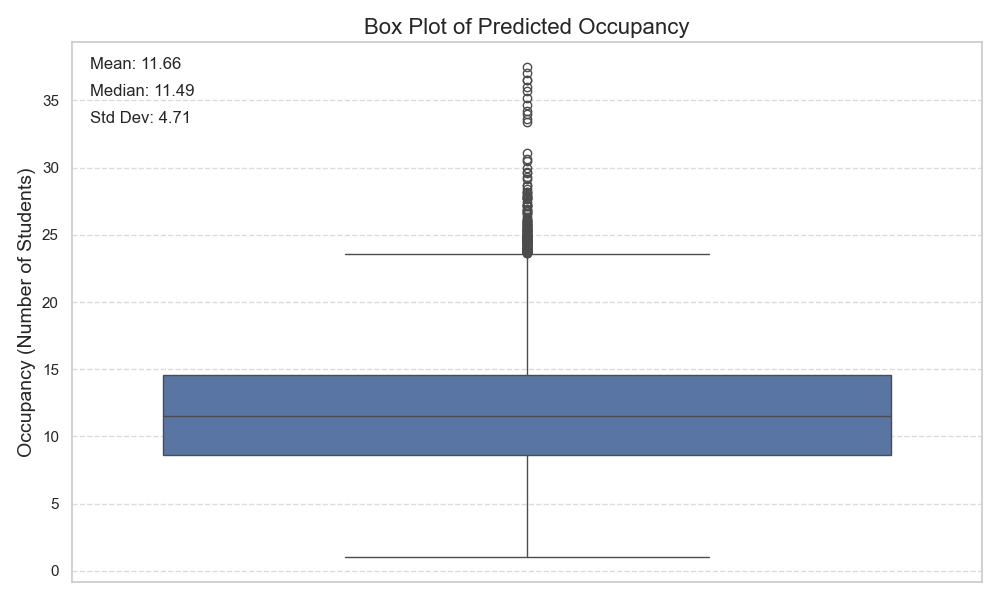 Box Plot of Predicted Occupancy
Mean: 11.66
Median: 11.49
Std Dev: 4.71
Occupancy (Number of Students)
35
30
25
20
15
10
5
0